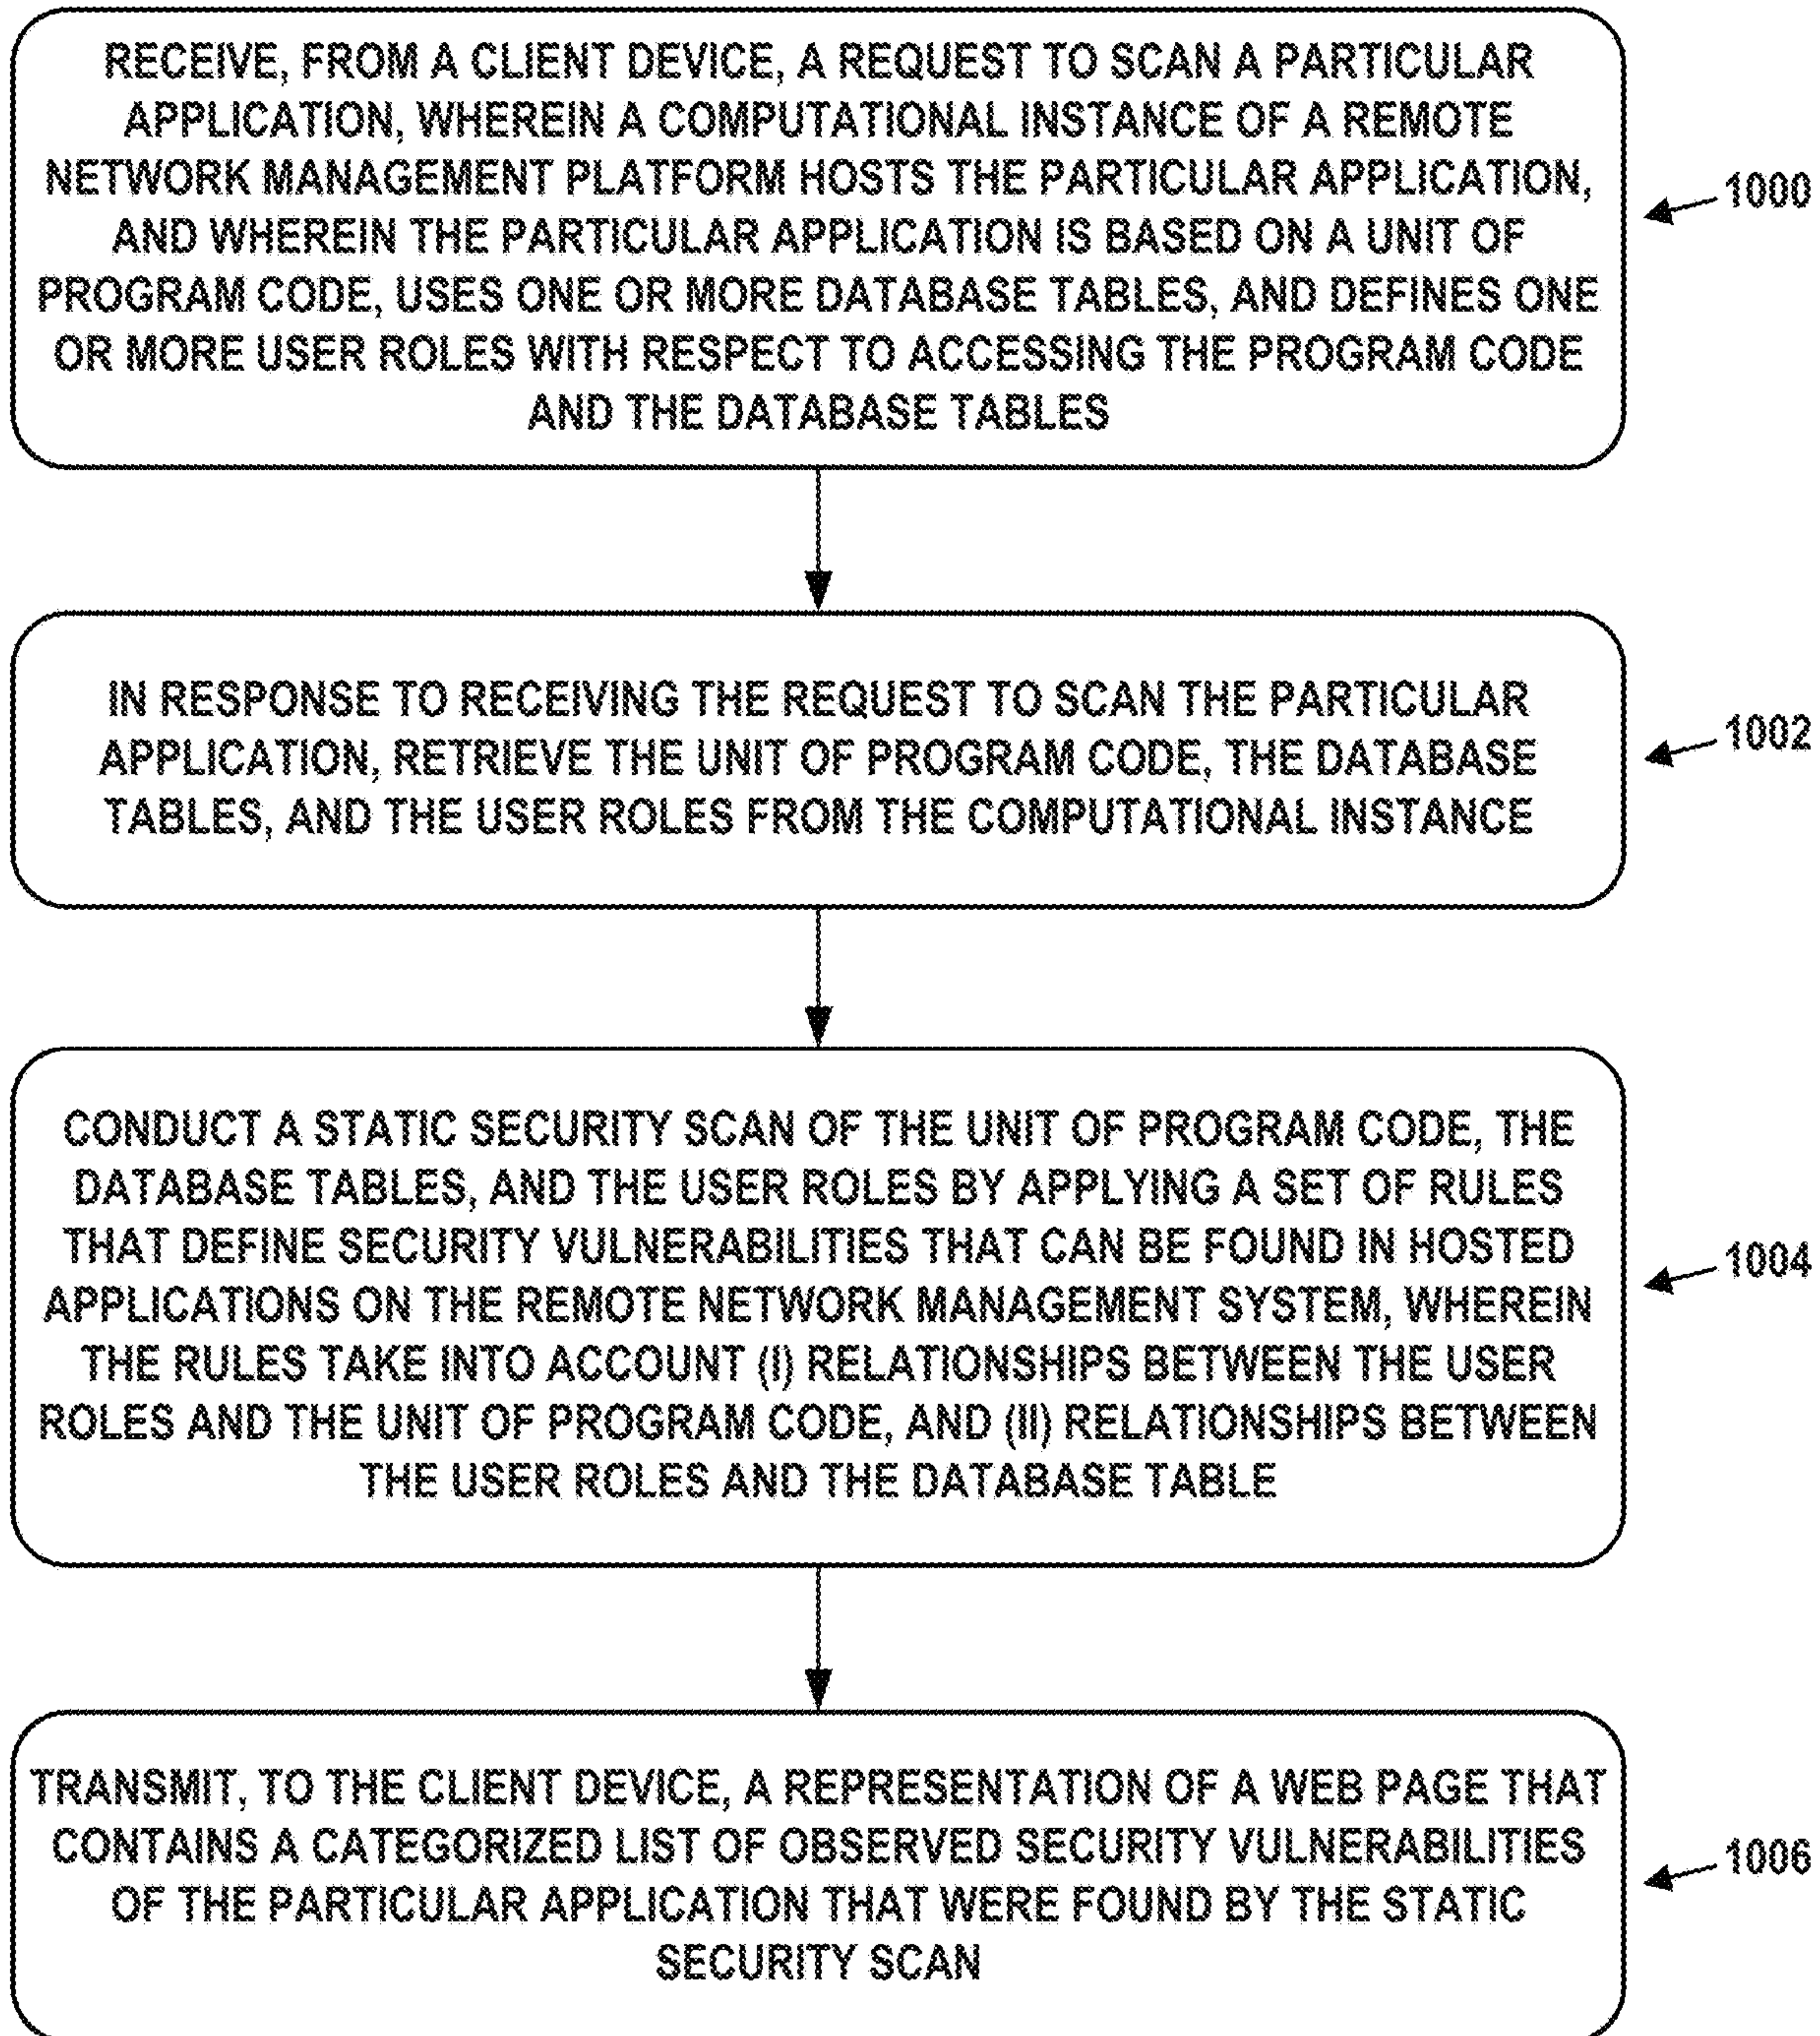 RECEIVE, FROM A CLIENT DEVICE, A REQUEST TO SCAN A PARTICULAR
APPLICATION, WHEREIN A COMPUTATIONAL INSTANCE OF A REMOTE
NETWORK MANAGEMENT PLATFORM HOSTS THE PARTICULAR APPLICATION,
AND WHEREIN THE PARTICULAR APPLICATION IS BASED ON A UNIT OF
PROGRAM CODE, USES ONE OR MORE DATABASE TABLES, AND DEFINES ONE
OR MORE USER ROLES WITH RESPECT TO ACCESSING THE PROGRAM CODE
AND THE DATABASE TABLES
1000
IN RESPONSE TO RECEIVING THE REQUEST TO SCAN THE PARTICULAR
APPLICATION, RETRIEVE THE UNIT OF PROGRAM CODE, THE DATABASE
TABLES, AND THE USER ROLES FROM THE COMPUTATIONAL INSTANCE
1002
CONDUCT A STATIC SECURITY SCAN OF THE UNIT OF PROGRAM CODE, THE
DATABASE TABLES, AND THE USER ROLES BY APPLYING A SET OF RULES
THAT DEFINE SECURITY VULNERABILITIES THAT CAN BE FOUND IN HOSTED
APPLICATIONS ON THE REMOTE NETWORK MANAGEMENT SYSTEM, WHEREIN
THE RULES TAKE INTO ACCOUNT (I) RELATIONSHIPS BETWEEN THE USER
ROLES AND THE UNIT OF PROGRAM CODE, AND (II) RELATIONSHIPS BETWEEN
THE USER ROLES AND THE DATABASE TABLE
1004
TRANSMIT, TO THE CLIENT DEVICE, A REPRESENTATION OF A WEB PAGE THAT
CONTAINS A CATEGORIZED LIST OF OBSERVED SECURITY VULNERABILITIES
OF THE PARTICULAR APPLICATION THAT WERE FOUND BY THE STATIC
SECURITY SCAN
1006